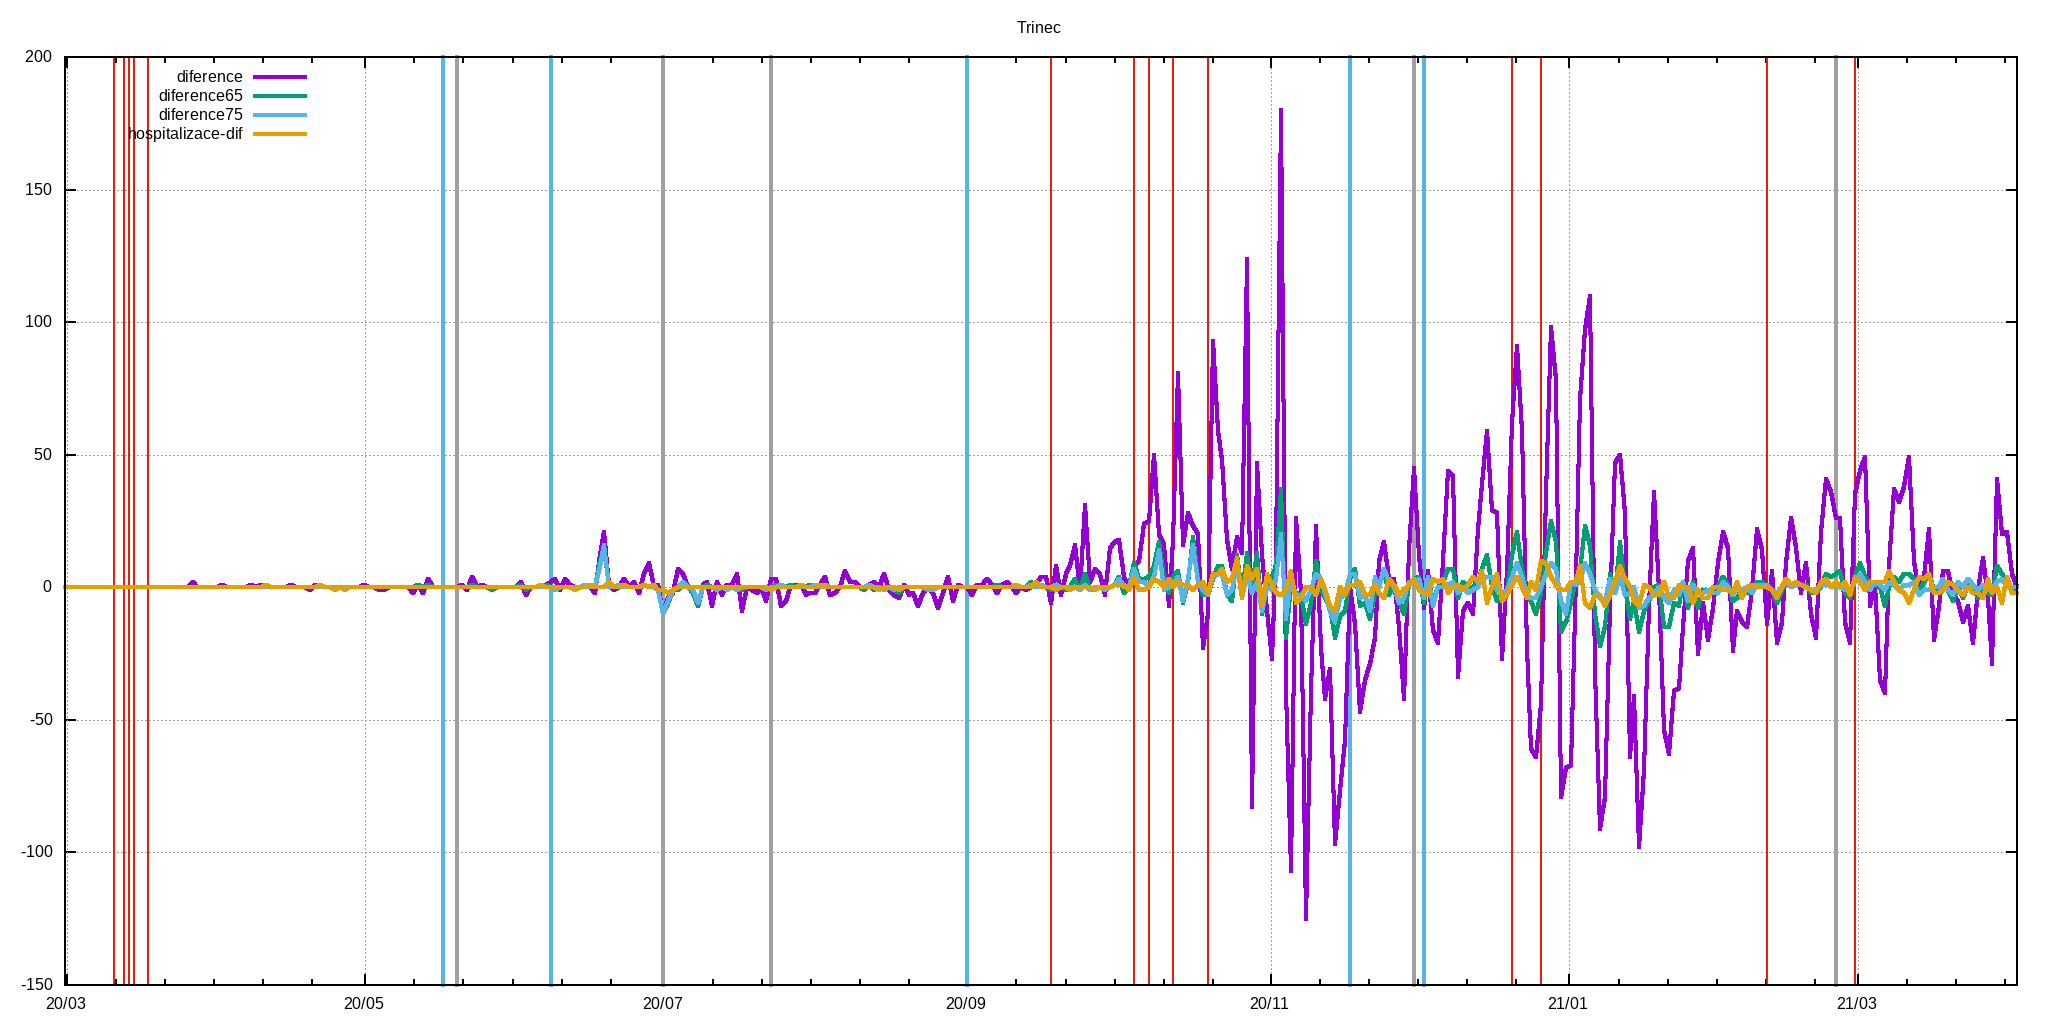 Trinec
200
150
100
50
0
-50
-100
-150
diference
diference65
diference75
hospitalizace-dif
20/03 20/05 20/07 20/09 20/11 21/01 21/03